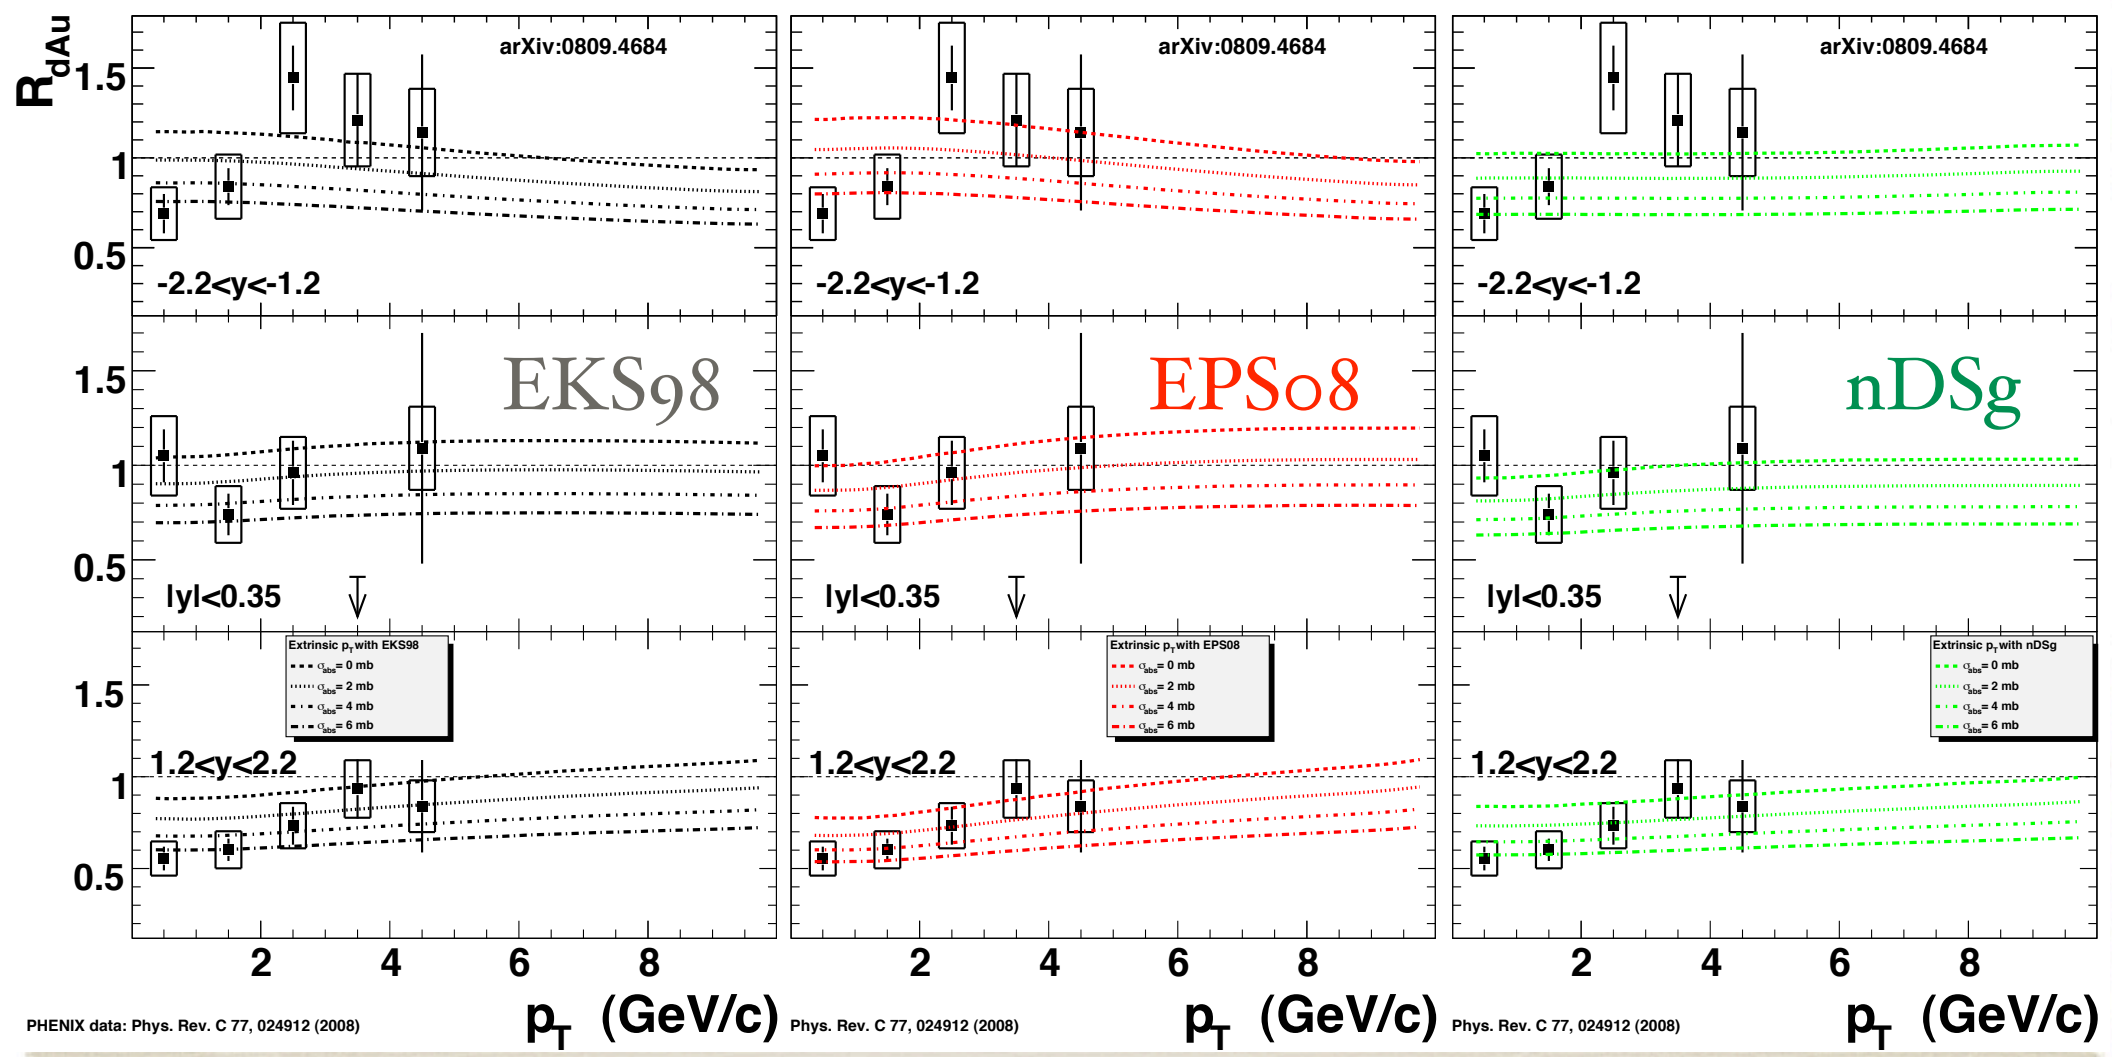 R_dAu
arXiv:0809.4684
arXiv:0809.4684
arXiv:0809.4684
1.5
1
0.5
-2.2<y<-1.2
-2.2<y<-1.2
-2.2<y<-1.2
1.5
1
0.5
EKS98
EPS08
nDSg
|y|<0.35
|y|<0.35
|y|<0.35
1.5
1
0.5
Extrinsic p_T with EKS98
σ_abs= 0 mb
σ_abs= 2 mb
σ_abs= 4 mb
σ_abs= 6 mb
Extrinsic p_T with EPS08
σ_abs= 0 mb
σ_abs= 2 mb
σ_abs= 4 mb
σ_abs= 6 mb
Extrinsic p_T with nDSg
σ_abs= 0 mb
σ_abs= 2 mb
σ_abs= 4 mb
σ_abs= 6 mb
1.2<y<2.2
1.2<y<2.2
1.2<y<2.2
2 4 6 8
2 4 6 8
2 4 6 8
p_T (GeV/c)
p_T (GeV/c)
p_T (GeV/c)
PHENIX data: Phys. Rev. C 77, 024912 (2008)
Phys. Rev. C 77, 024912 (2008)
Phys. Rev. C 77, 024912 (2008)